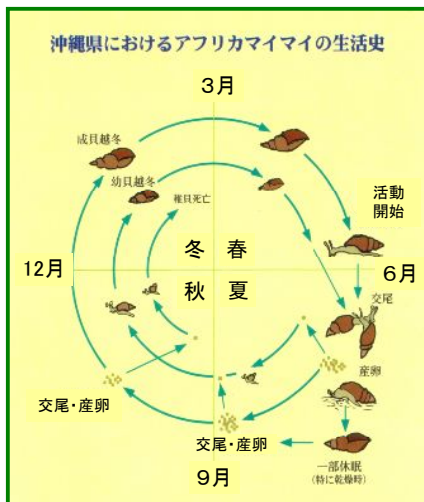 沖縄県におけるアフリカマイマイの生活史
3月
成貝越冬
幼貝越冬
稚貝死亡
活動
開始
冬
春
12月
6月
秋
夏
交尾
産卵
交尾・産卵
交尾・産卵
9月
一部休眠
(特に乾燥時)